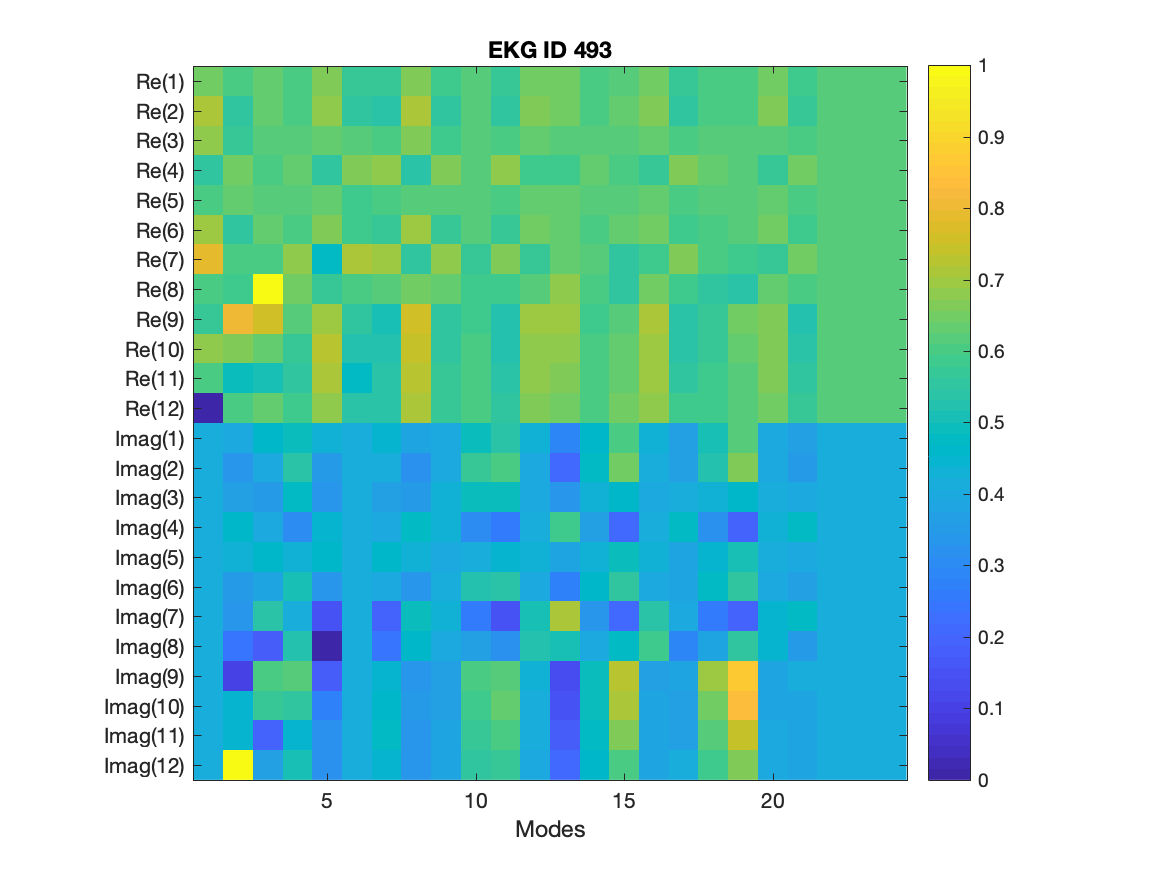 EKG ID 493
Re(1)
Re(2)
Re(3)
Re(4)
Re(5)
Re(6)
Re(7)
Re(8)
Re(9)
Re(10)
Re(11)
Re(12)
Imag(1)
Imag(2)
Imag(3)
Imag(4)
Imag(5)
Imag(6)
Imag(7)
Imag(8)
Imag(9)
Imag(10)
Imag(11)
Imag(12)
5 10 15 20
Modes
1
0.9
0.8
0.7
0.6
0.5
0.4
0.3
0.2
0.1
0